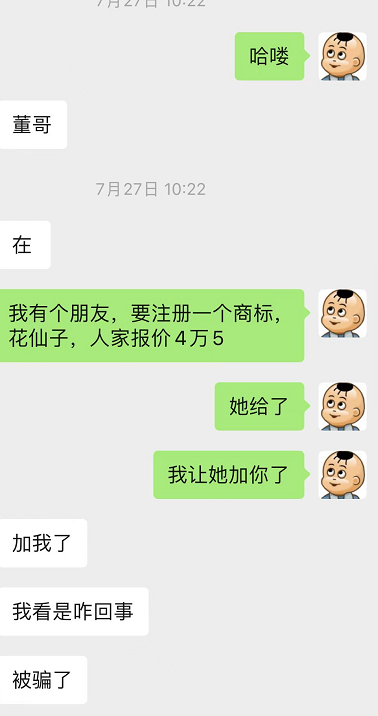 7月27日 10:22
哈喽
董哥
7月27日 10:22
在
我有个朋友，要注册一个商标，
花仙子，人家报价4万5
她给了
我让她加你了
加我了
我看是咋回事
被骗了